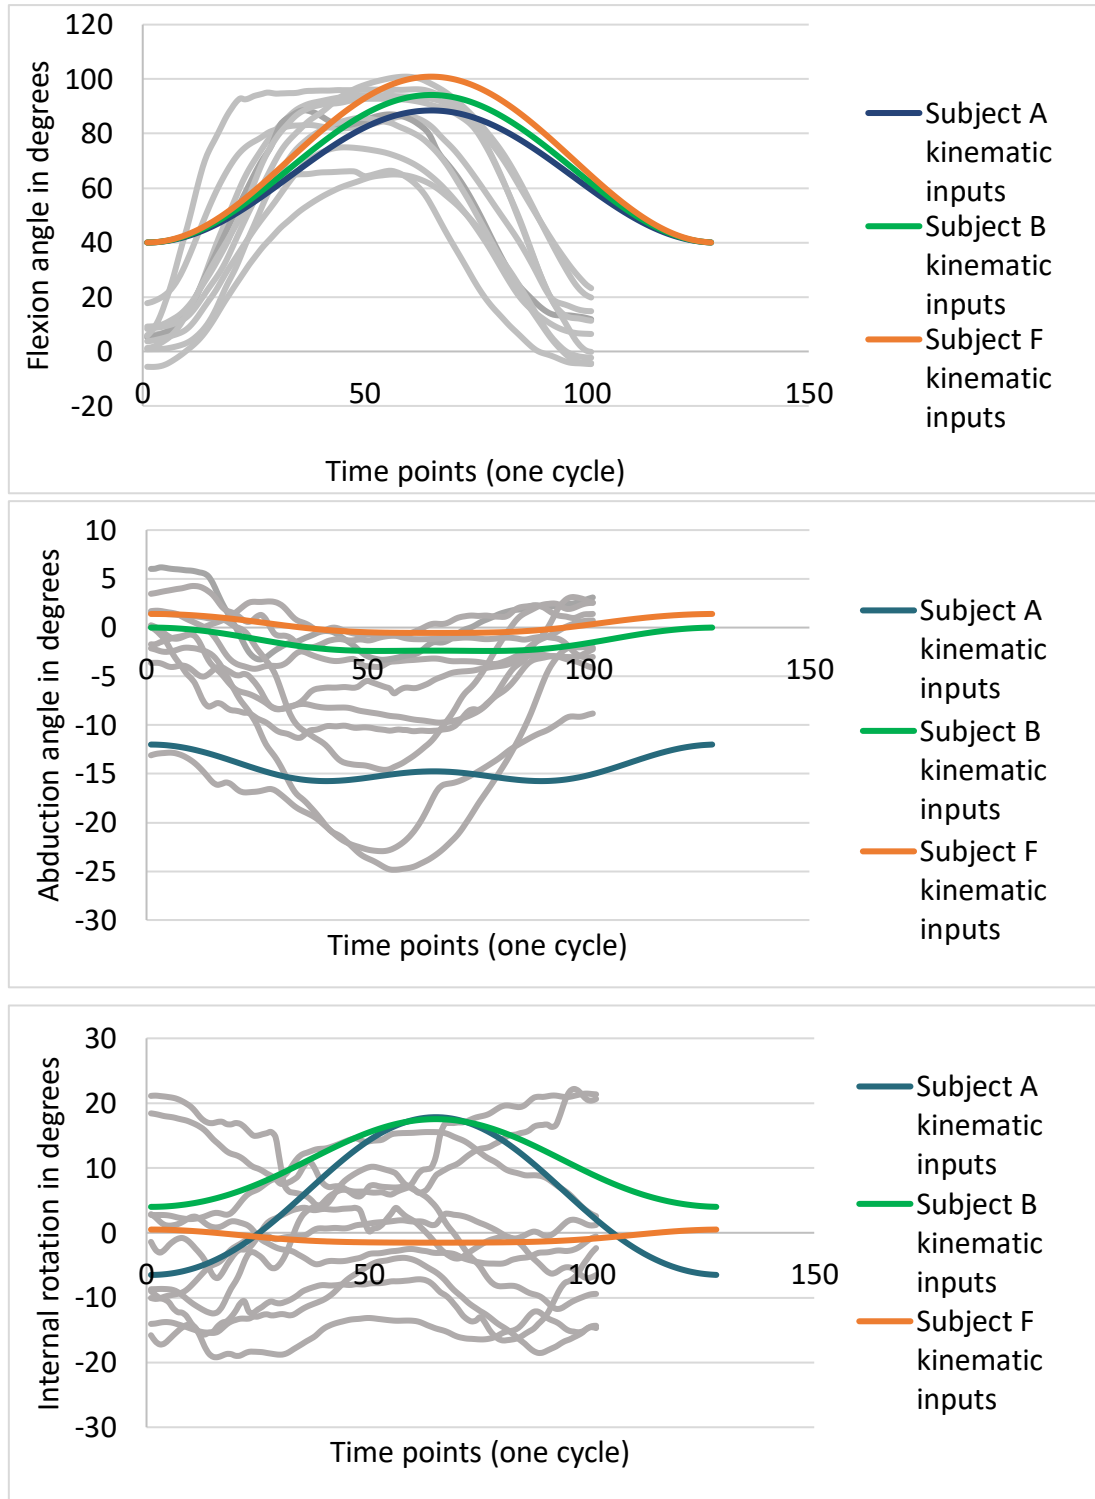 120
100
80
60
40
20
0
-20
Flexion angle in degrees
0
50
100
150
Time points (one cycle)
Subject A
kinematic
inputs
Subject B
kinematic
inputs
Subject F
kinematic
inputs
10
5
0
-5
-10
-15
-20
-25
-30
Abduction angle in degrees
0
50
100
150
Time points (one cycle)
Subject A
kinematic
inputs
Subject B
kinematic
inputs
Subject F
kinematic
inputs
30
20
10
0
-10
-20
-30
Internal rotation in degrees
0
50
100
150
Time points (one cycle)
Subject A
kinematic
inputs
Subject B
kinematic
inputs
Subject F
kinematic
inputs